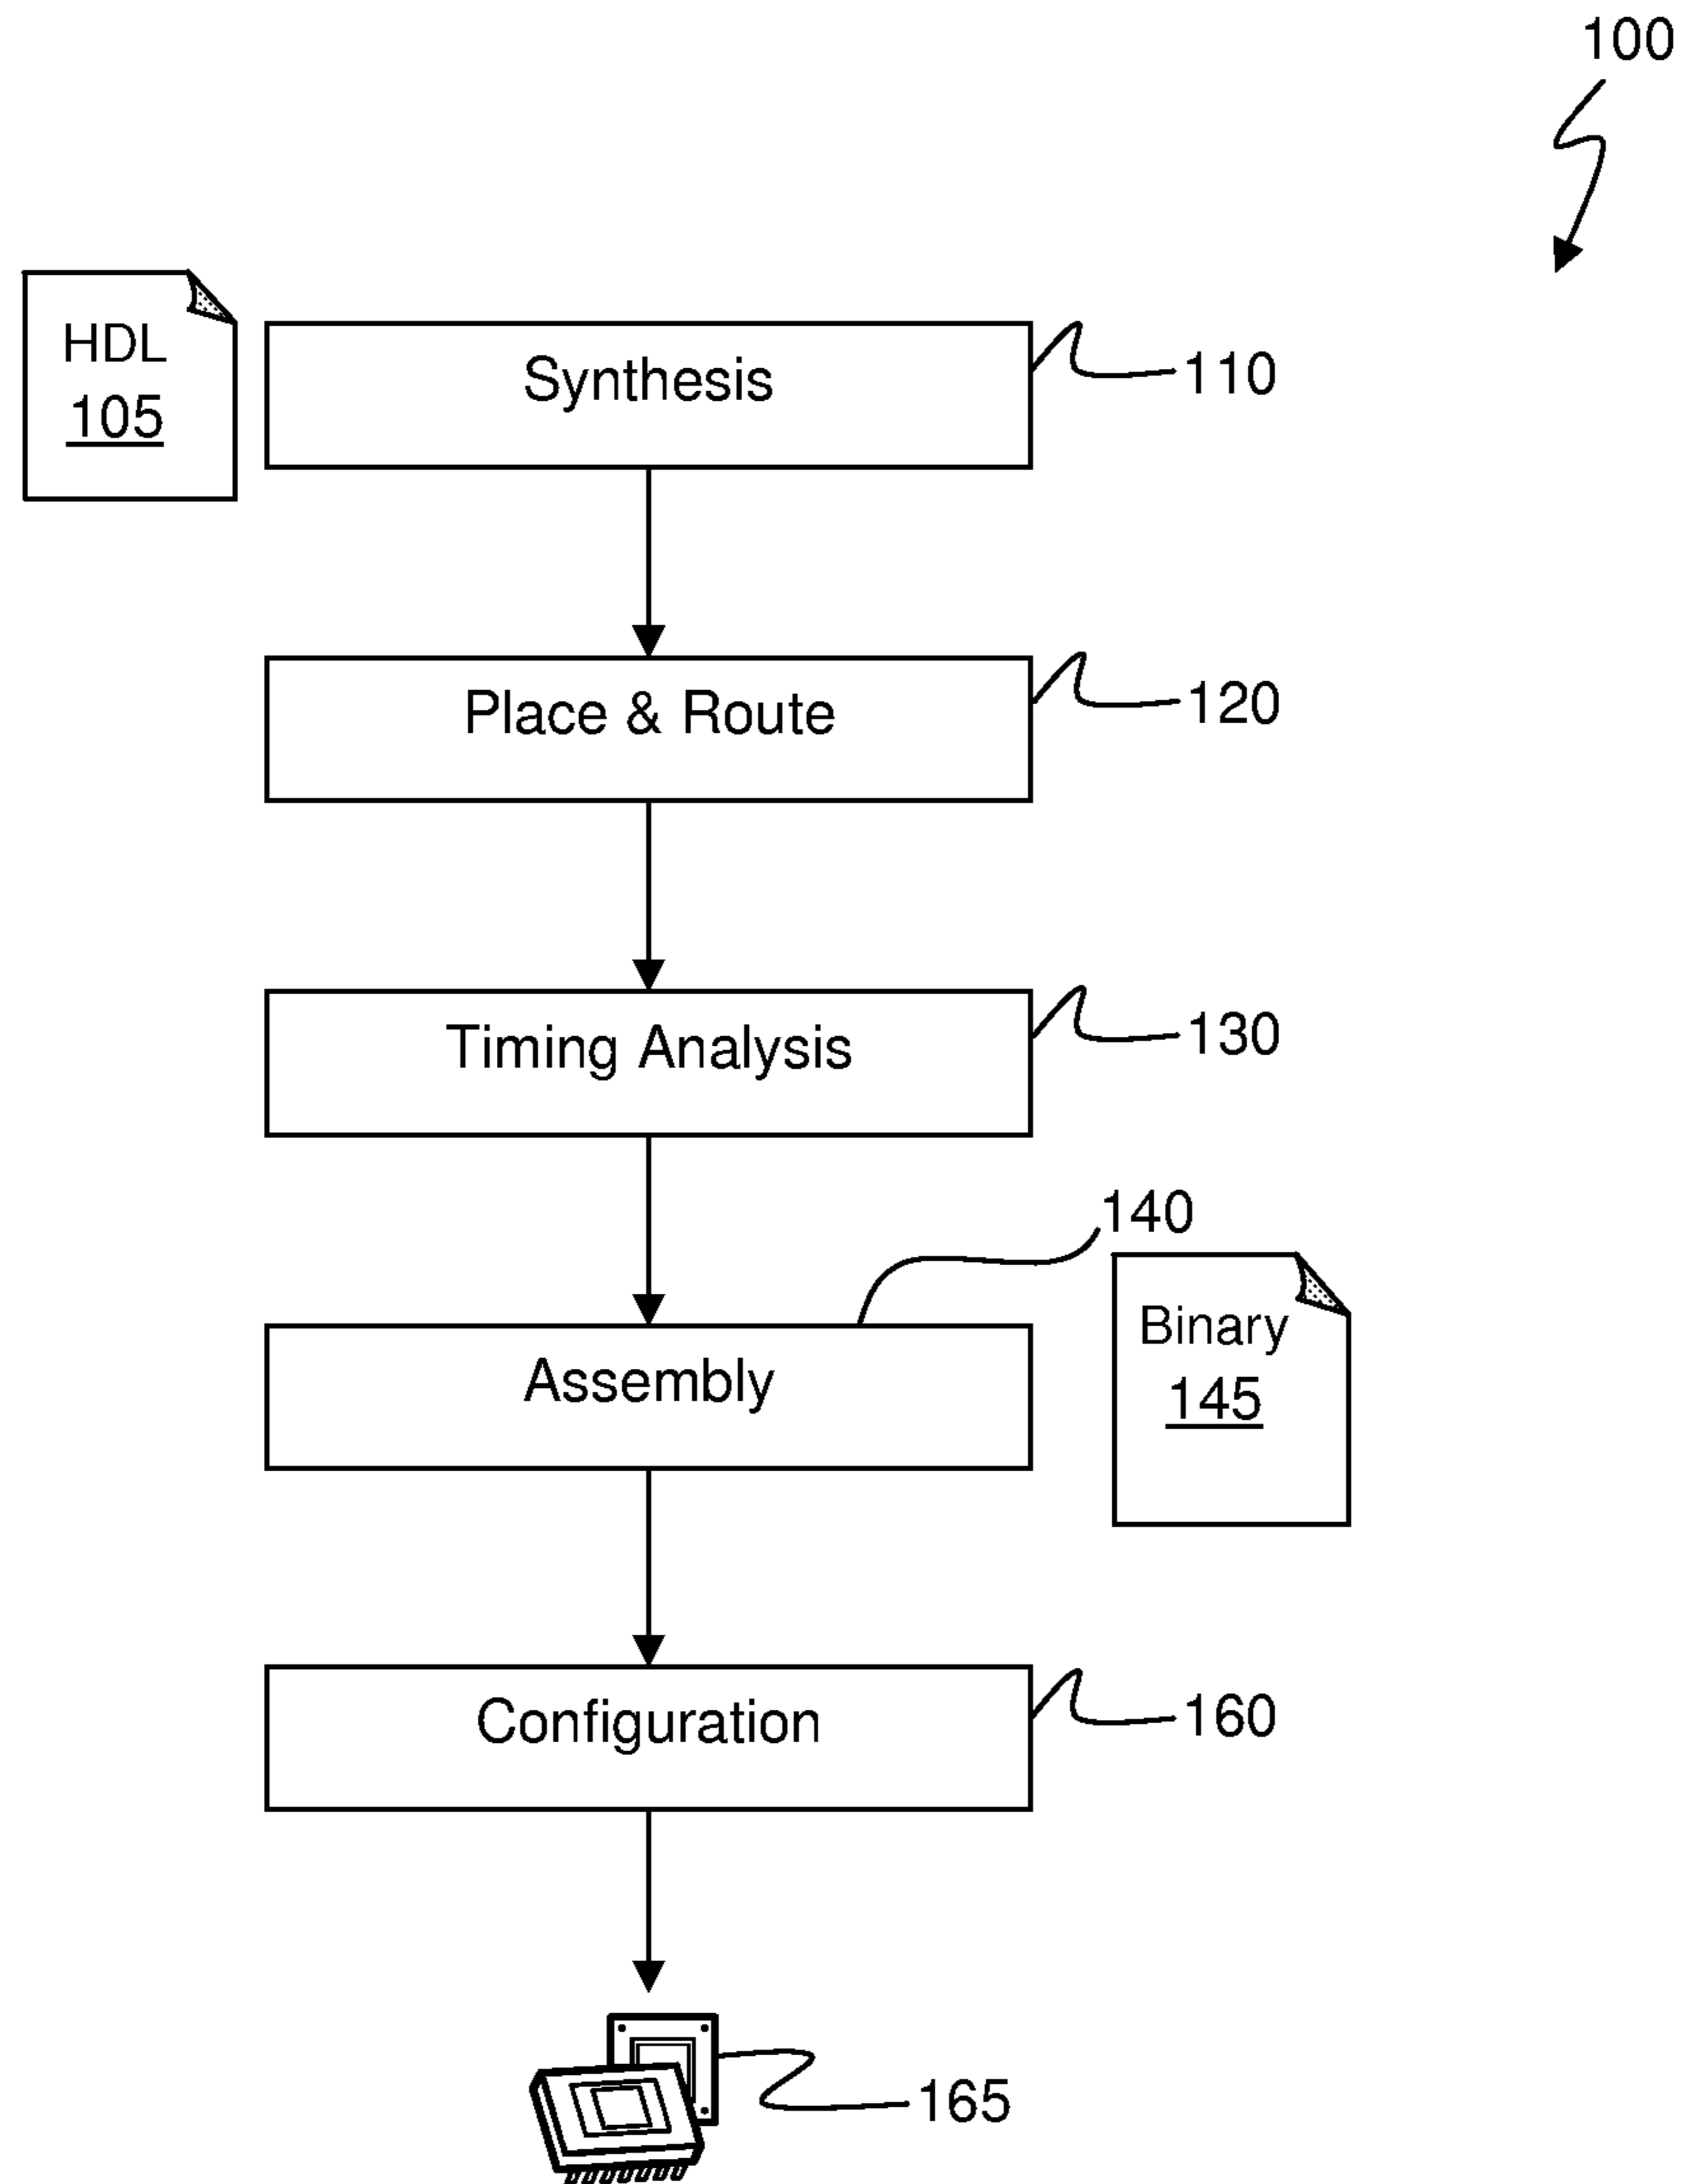 100
HDL
105
Synthesis
110
Place & Route
120
Timing Analysis
130
140
Assembly
Binary
145
Configuration
160
165